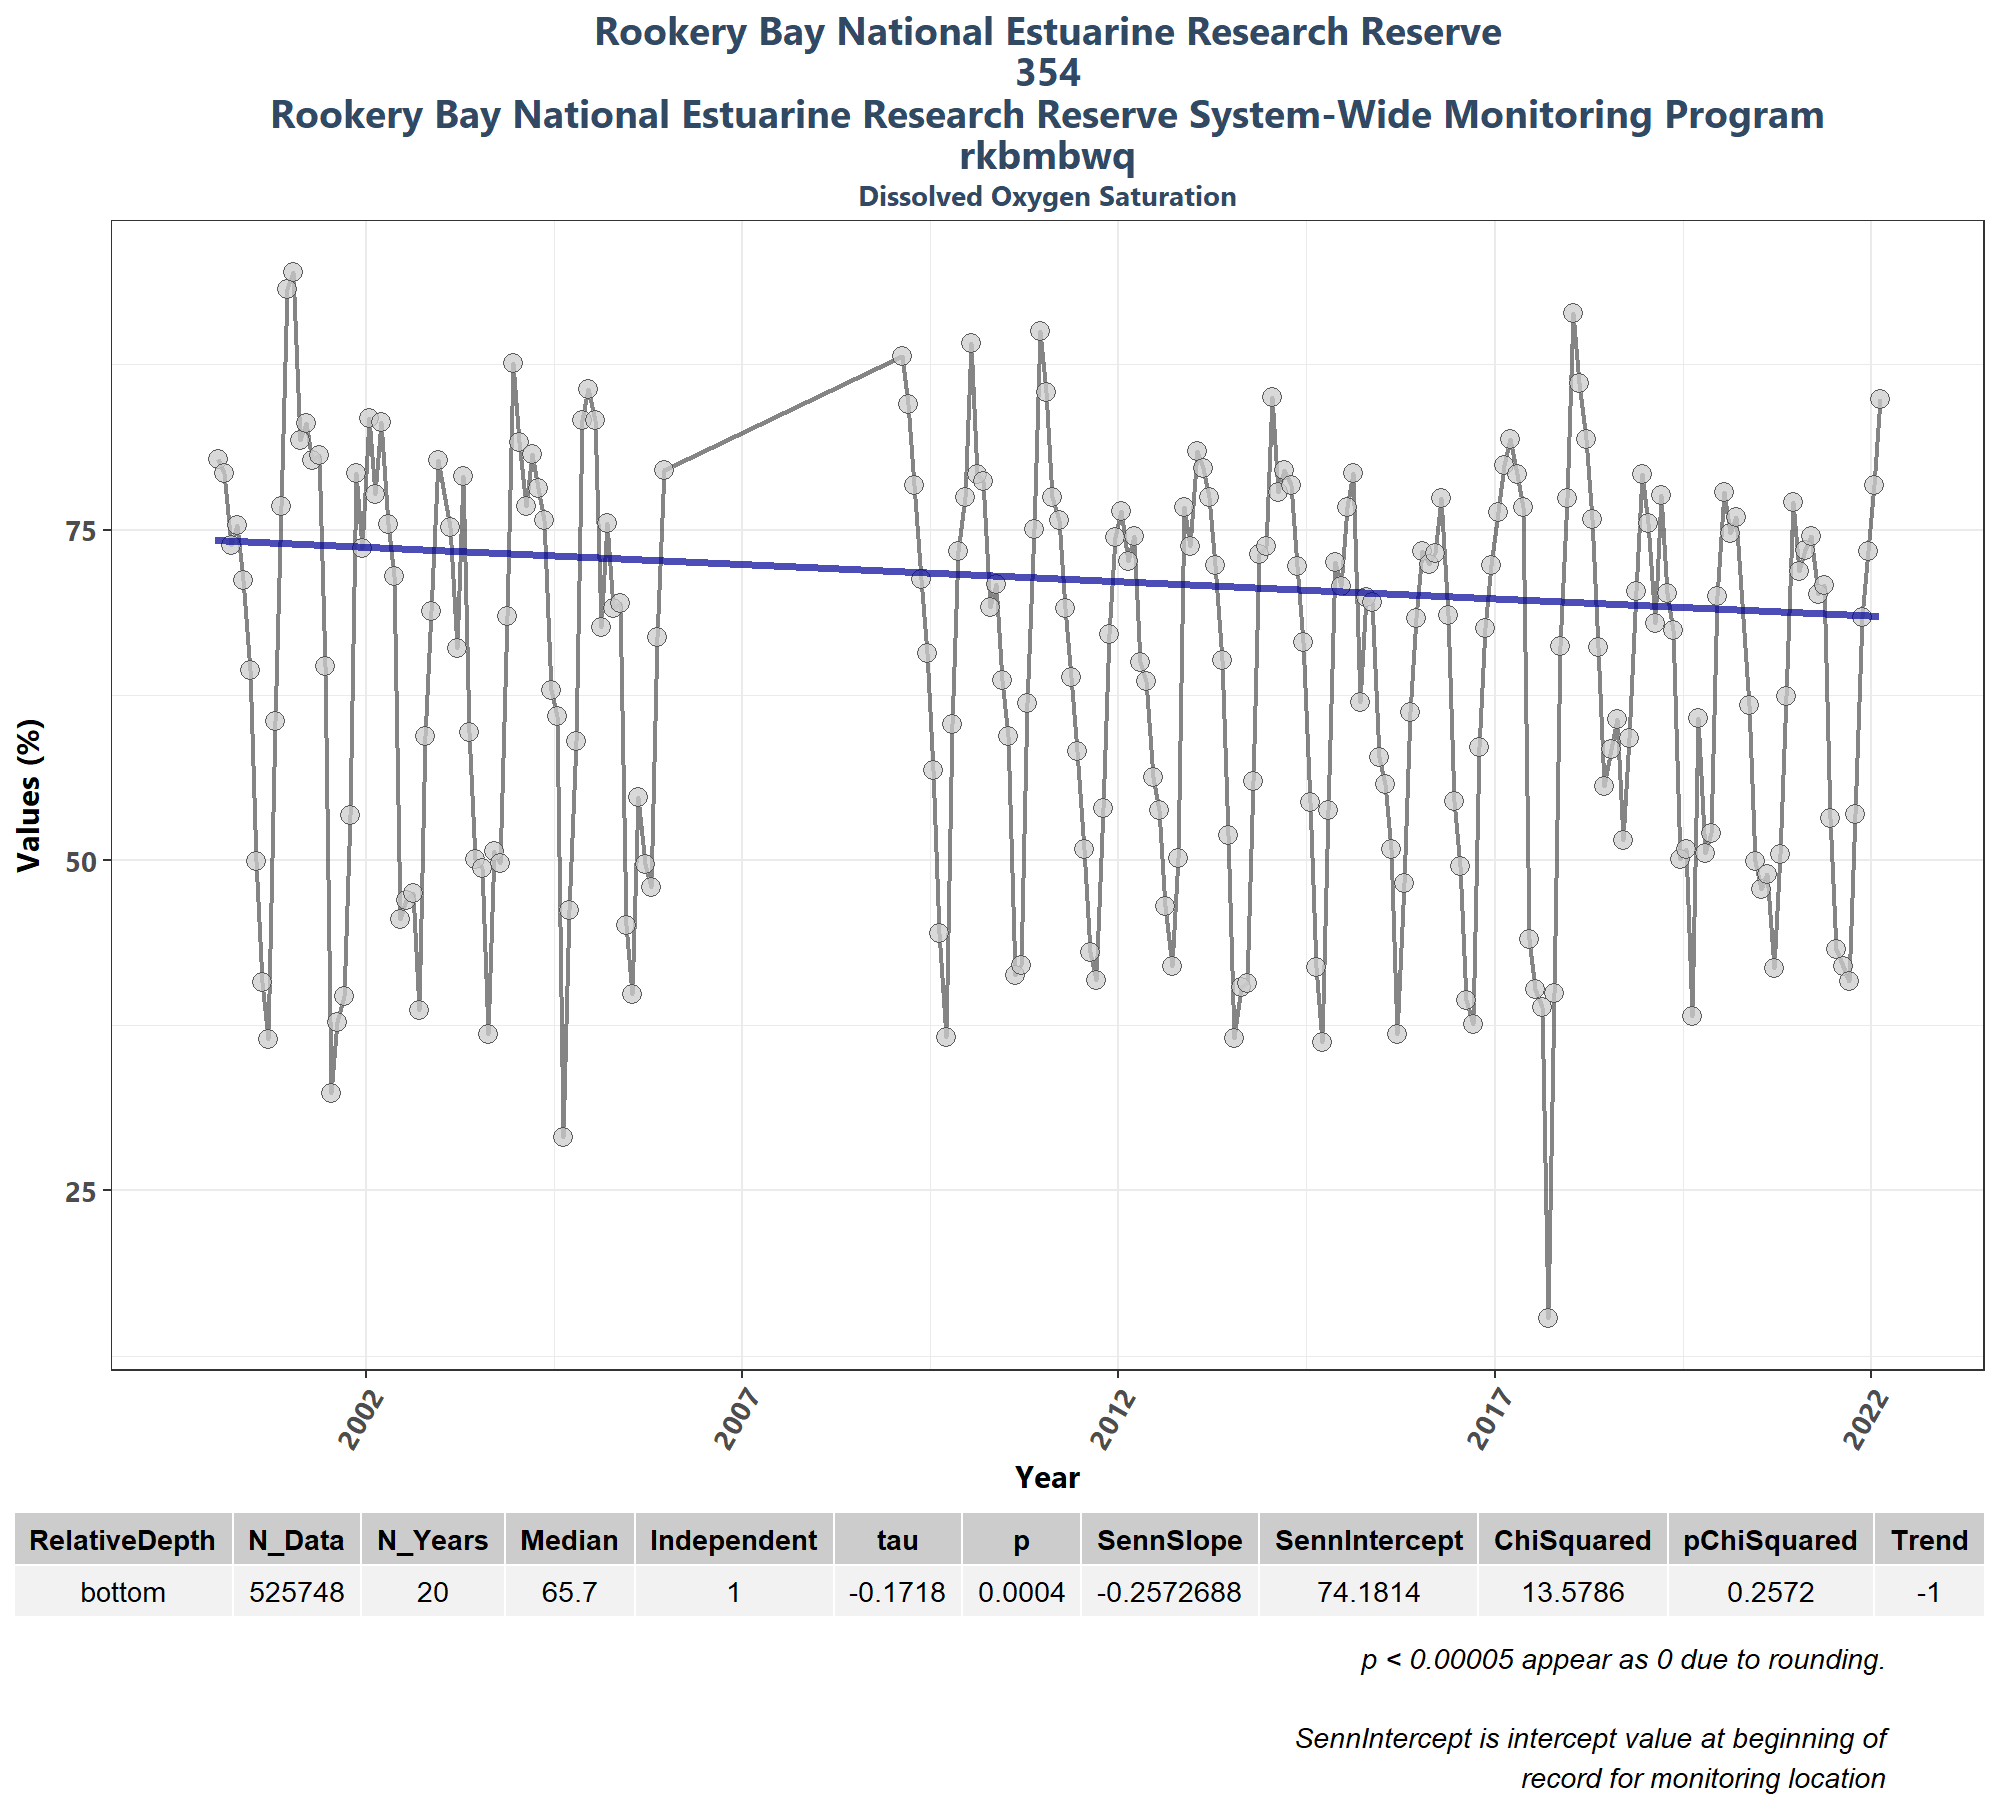 Rookery Bay National Estuarine Research Reserve
354
Rookery Bay National Estuarine Research Reserve System-Wide Monitoring Program
rkbmbwq
Dissolved Oxygen Saturation
Values (%)
75
50
25
2002 2007 2012 2017 2022
Year
RelativeDepth N_Data N_Years Median Independent tau p SennSlope SennIntercept ChiSquared pChiSquared Trend
bottom 525748 20 65.7 1 -0.1718 0.0004 -0.2572688 74.1814 13.5786 0.2572 -1
p < 0.00005 appear as 0 due to rounding.
SennIntercept is intercept value at beginning of
record for monitoring location